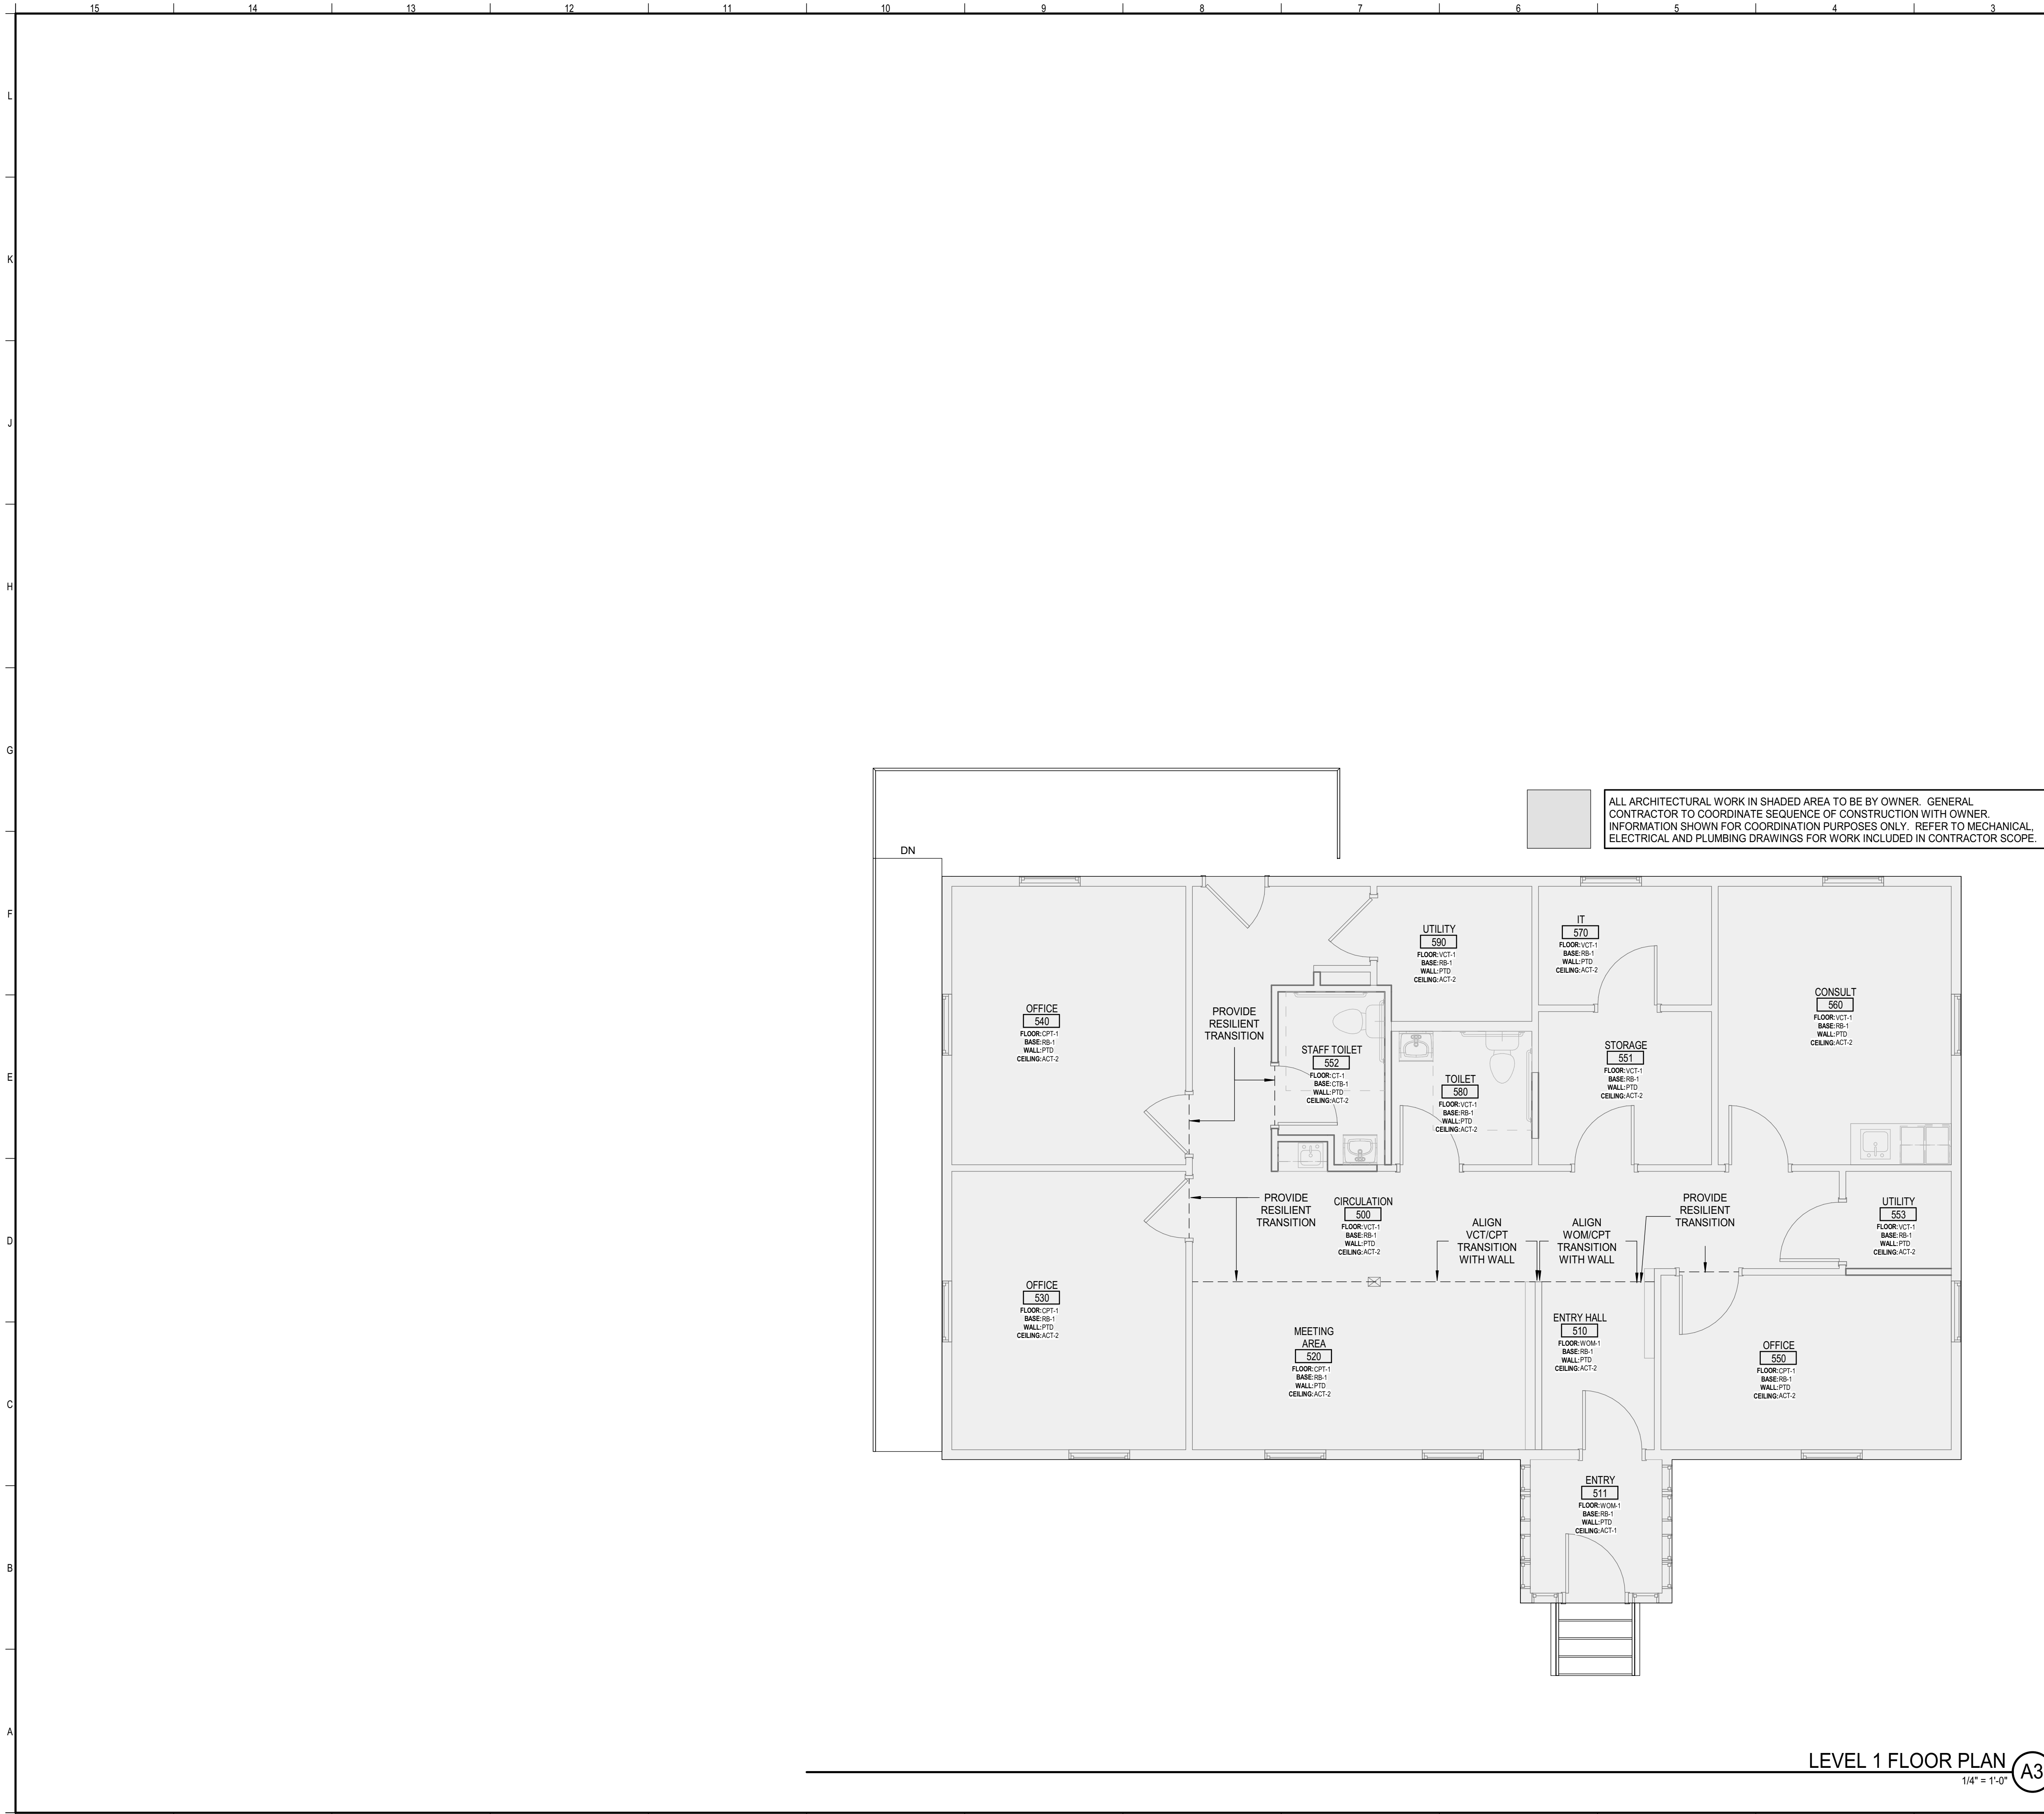 15 14 13 12 11 10 9 8 7 6 5 4 3
L
K
J
H
G
F
E
D
C
B
A
ALL ARCHITECTURAL WORK IN SHADED AREA TO BE BY OWNER. GENERAL
CONTRACTOR TO COORDINATE SEQUENCE OF CONSTRUCTION WITH OWNER.
INFORMATION SHOWN FOR COORDINATION PURPOSES ONLY. REFER TO MECHANICAL,
ELECTRICAL AND PLUMBING DRAWINGS FOR WORK INCLUDED IN CONTRACTOR SCOPE.
DN
UTILITY
590
FLOOR: VCT-1
BASE: RB-1
WALL: PTD
CEILING: ACT-2
IT
570
FLOOR: VCT-1
BASE: RB-1
WALL: PTD
CEILING: ACT-2
CONSULT
560
FLOOR: VCT-1
BASE: RB-1
WALL: PTD
CEILING: ACT-2
OFFICE
540
FLOOR: CPT-1
BASE: RB-1
WALL: PTD
CEILING: ACT-2
PROVIDE
RESILIENT
TRANSITION
STAFF TOILET
552
FLOOR: CT-1
BASE: CTB-1
WALL: PTD
CEILING: ACT-2
TOILET
580
FLOOR: VCT-1
BASE: RB-1
WALL: PTD
CEILING: ACT-2
STORAGE
551
FLOOR: VCT-1
BASE: RB-1
WALL: PTD
CEILING: ACT-2
PROVIDE
RESILIENT
TRANSITION
CIRCULATION
500
FLOOR: VCT-1
BASE: RB-1
WALL: PTD
CEILING: ACT-2
ALIGN
VCT/CPT
TRANSITION
WITH WALL
ALIGN
WOM/CPT
TRANSITION
WITH WALL
PROVIDE
RESILIENT
TRANSITION
UTILITY
553
FLOOR: VCT-1
BASE: RB-1
WALL: PTD
CEILING: ACT-2
OFFICE
530
FLOOR: CPT-1
BASE: RB-1
WALL: PTD
CEILING: ACT-2
MEETING
AREA
520
FLOOR: CPT-1
BASE: RB-1
WALL: PTD
CEILING: ACT-2
ENTRY HALL
510
FLOOR: WOM-1
BASE: RB-1
WALL: PTD
CEILING: ACT-2
OFFICE
550
FLOOR: CPT-1
BASE: RB-1
WALL: PTD
CEILING: ACT-2
ENTRY
511
FLOOR: WOM-1
BASE: RB-1
WALL: PTD
CEILING: ACT-1
LEVEL 1 FLOOR PLAN
A3
1/4" = 1'-0"